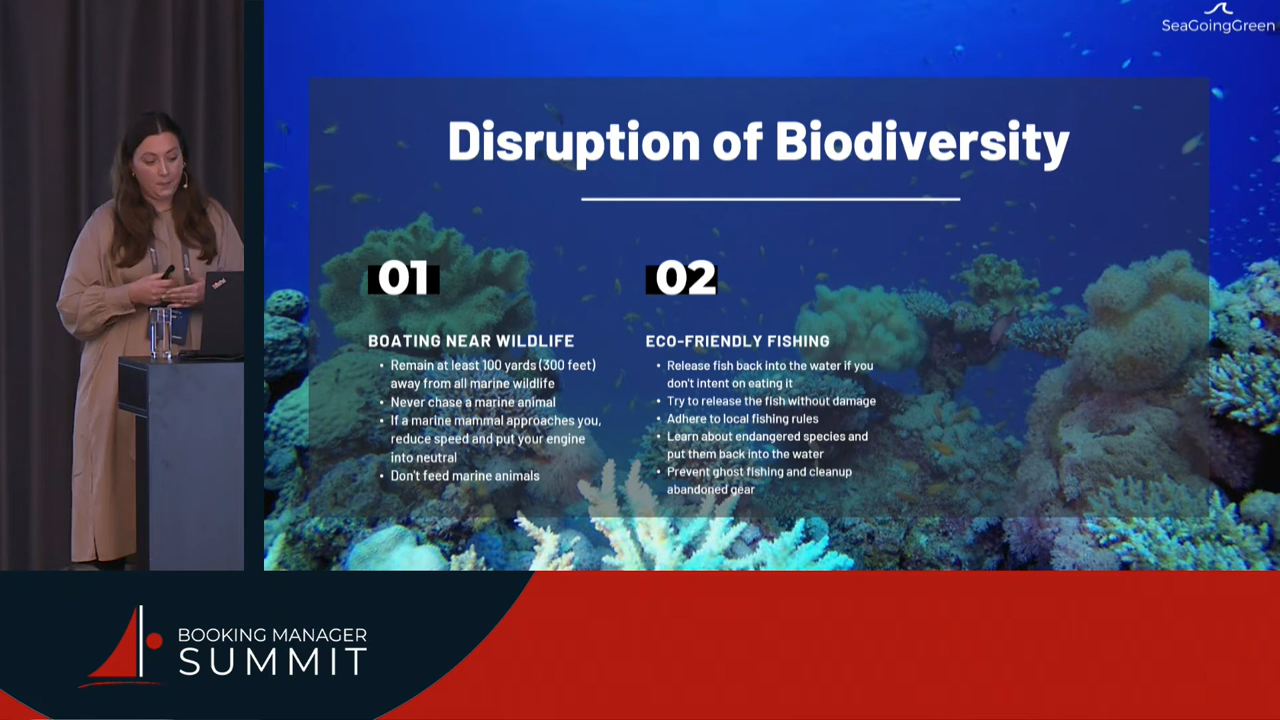 SeaGoingGreen
Disruption of Biodiversity
01
BOATING NEAR WILDLIFE
• Remain at least 100 yards (300 feet)
away from all marine wildlife
• Never chase a marine animal
• If a marine mammal approaches you,
reduce speed and put your engine
into neutral
• Don't feed marine animals
02
ECO-FRIENDLY FISHING
• Release fish back into the water if you
don't intent on eating it
• Try to release the fish without damage
• Adhere to local fishing rules
• Learn about endangered species and
put them back into the water
• Prevent ghost fishing and cleanup
abandoned gear
BOOKING MANAGER
SUMMIT